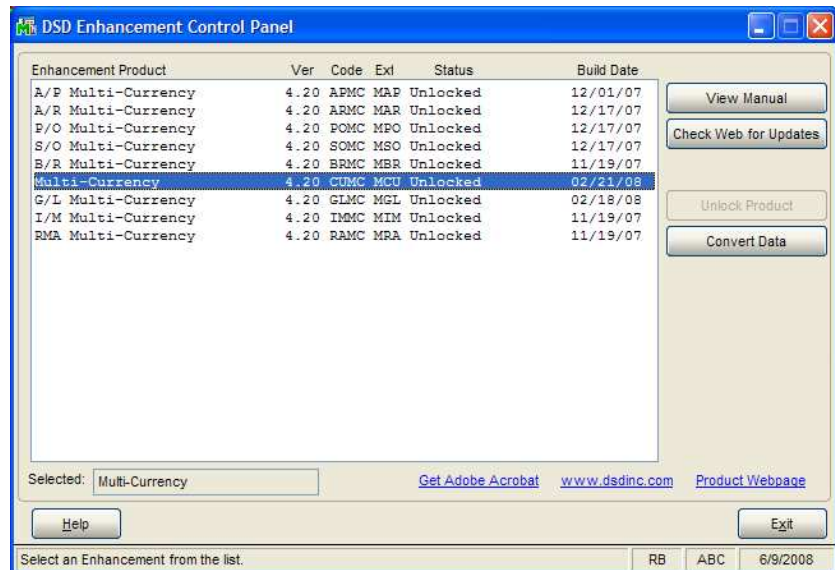 DSD Enhancement Control Panel
Enhancement Product Ver Code Ext Status Build Date
A/P Multi-Currency 4.20 APMC MAP Unlocked 12/01/07
A/R Multi-Currency 4.20 ARMC MAR Unlocked 12/17/07
P/O Multi-Currency 4.20 POMC MPO Unlocked 12/17/07
S/O Multi-Currency 4.20 SOMC MSO Unlocked 12/17/07
B/R Multi-Currency 4.20 BRMC MBR Unlocked 11/19/07
Multi-Currency 4.20 CUMC MCU Unlocked 02/21/08
G/L Multi-Currency 4.20 GLMC MGL Unlocked 02/18/08
I/M Multi-Currency 4.20 IMMC MIM Unlocked 11/19/07
RMA Multi-Currency 4.20 RAMC MRA Unlocked 11/19/07
View Manual
Check Web for Updates
Unlock Product
Convert Data
Selected: Multi-Currency Get Adobe Acrobat www.dsdinc.com Product Webpage
Help Exit
Select an Enhancement from the list. RB ABC 6/9/2008